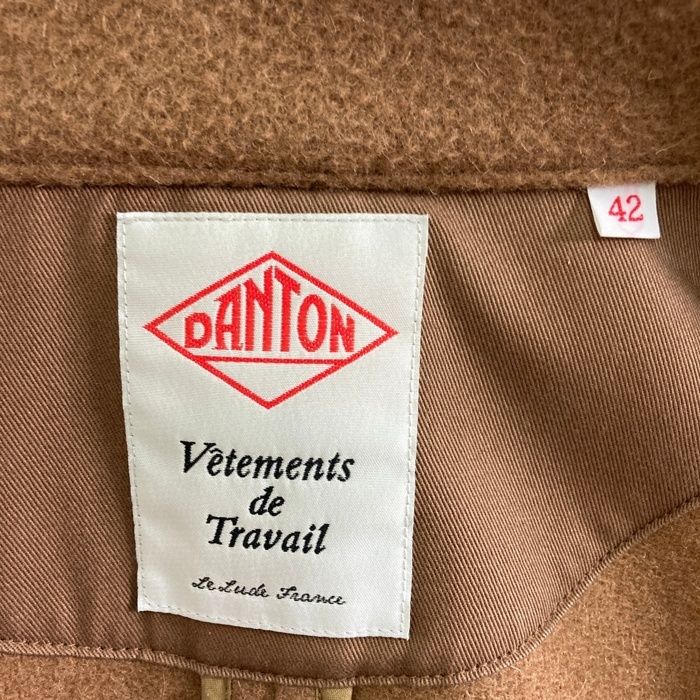 42
DANTON
Vêtements
de
Travail
Le Lude France